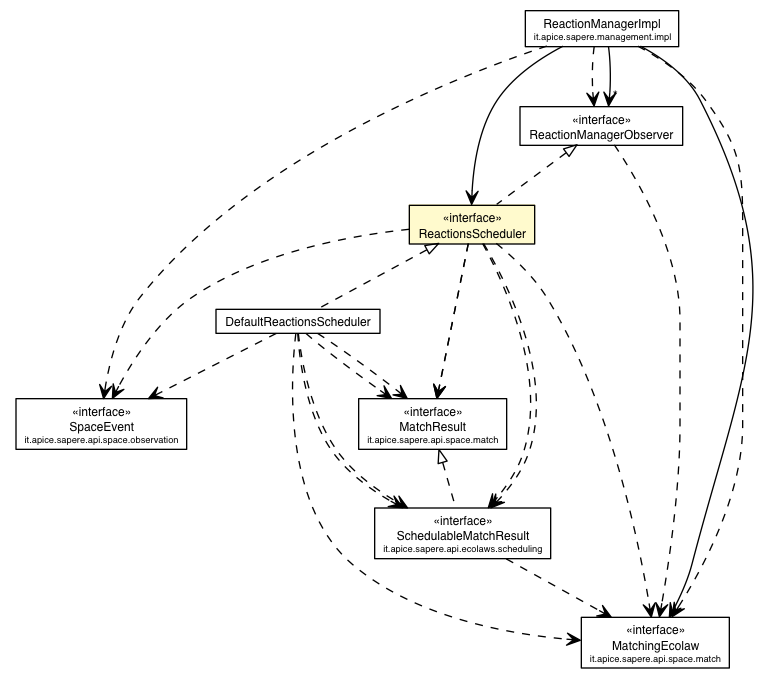 ReactionManagerImpl
it.apice.sapere.management.impl
«interface»
ReactionManagerObserver
*
«interface»
ReactionsScheduler
DefaultReactionsScheduler
«interface»
SpaceEvent
it.apice.sapere.api.space.observation
«interface»
MatchResult
it.apice.sapere.api.space.match
«interface»
SchedulableMatchResult
it.apice.sapere.api.ecolaws.scheduling
«interface»
MatchingEcolaw
it.apice.sapere.api.space.match